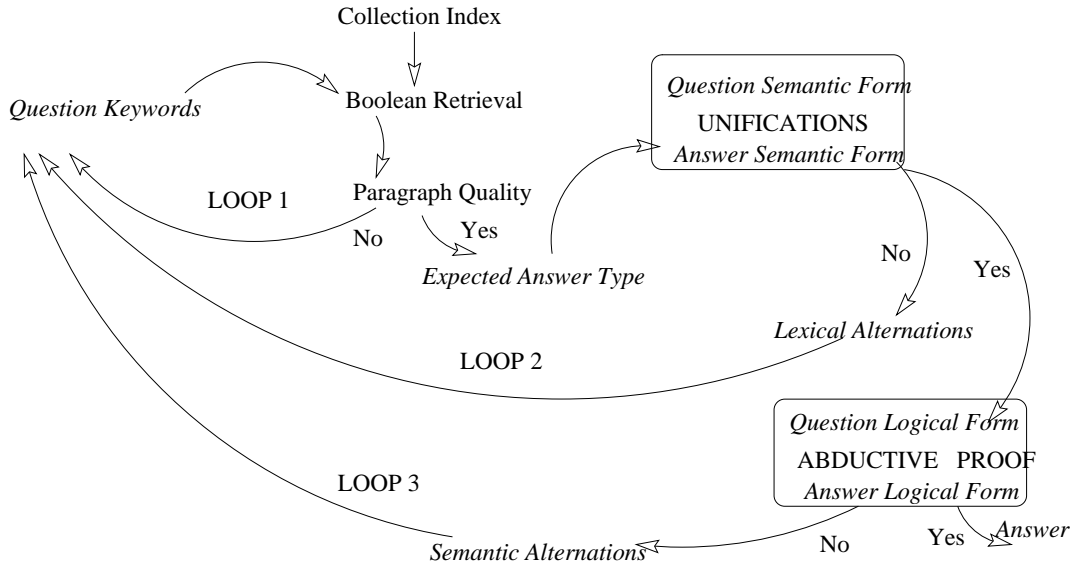 Collection Index
Question Keywords
Boolean Retrieval
Question Semantic Form
UNIFICATIONS
Answer Semantic Form
LOOP 1
Paragraph Quality
No
Yes
Expected Answer Type
No
Yes
Lexical Alternations
LOOP 2
Question Logical Form
ABDUCTIVE PROOF
Answer Logical Form
LOOP 3
Semantic Alternations
No
Yes
Answer